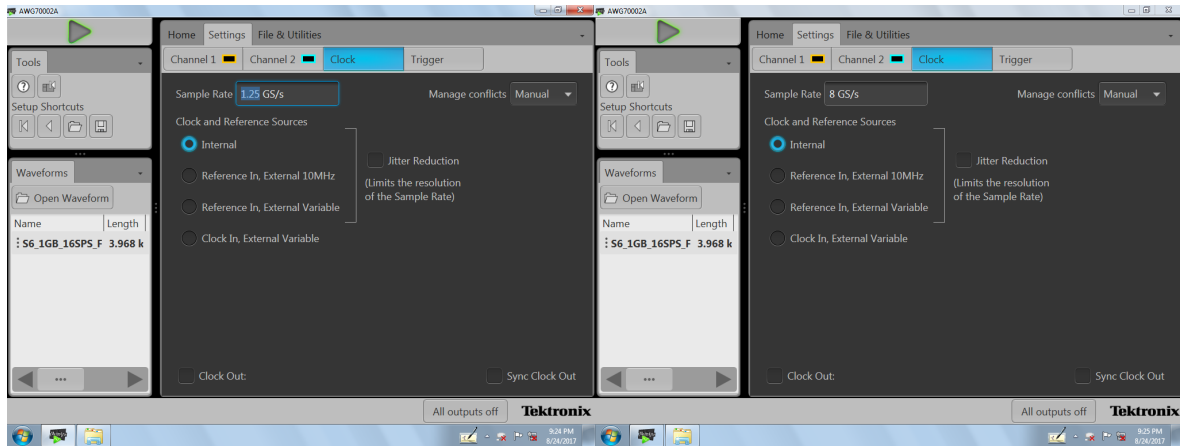 AWG70002A
Home Settings File & Utilities
Tools
Channel 1 Channel 2 Clock Trigger
Sample Rate 1.25 GS/s Manage conflicts Manual
Setup Shortcuts
Clock and Reference Sources
Internal
Jitter Reduction
Waveforms
Reference In, External 10MHz
(Limits the resolution
of the Sample Rate)
Open Waveform
Reference In, External Variable
Name Length
Clock In, External Variable
S6_1GB_16SPS_F 3.968 k
Clock Out: Sync Clock Out
All outputs off Tektronix
9:24 PM
8/24/2017
AWG70002A
Home Settings File & Utilities
Tools
Channel 1 Channel 2 Clock Trigger
Sample Rate 8 GS/s Manage conflicts Manual
Setup Shortcuts
Clock and Reference Sources
Internal
Jitter Reduction
Waveforms
Reference In, External 10MHz
(Limits the resolution
of the Sample Rate)
Open Waveform
Reference In, External Variable
Name Length
Clock In, External Variable
S6_1GB_16SPS_F 3.968 k
Clock Out: Sync Clock Out
All outputs off Tektronix
9:25 PM
8/24/2017